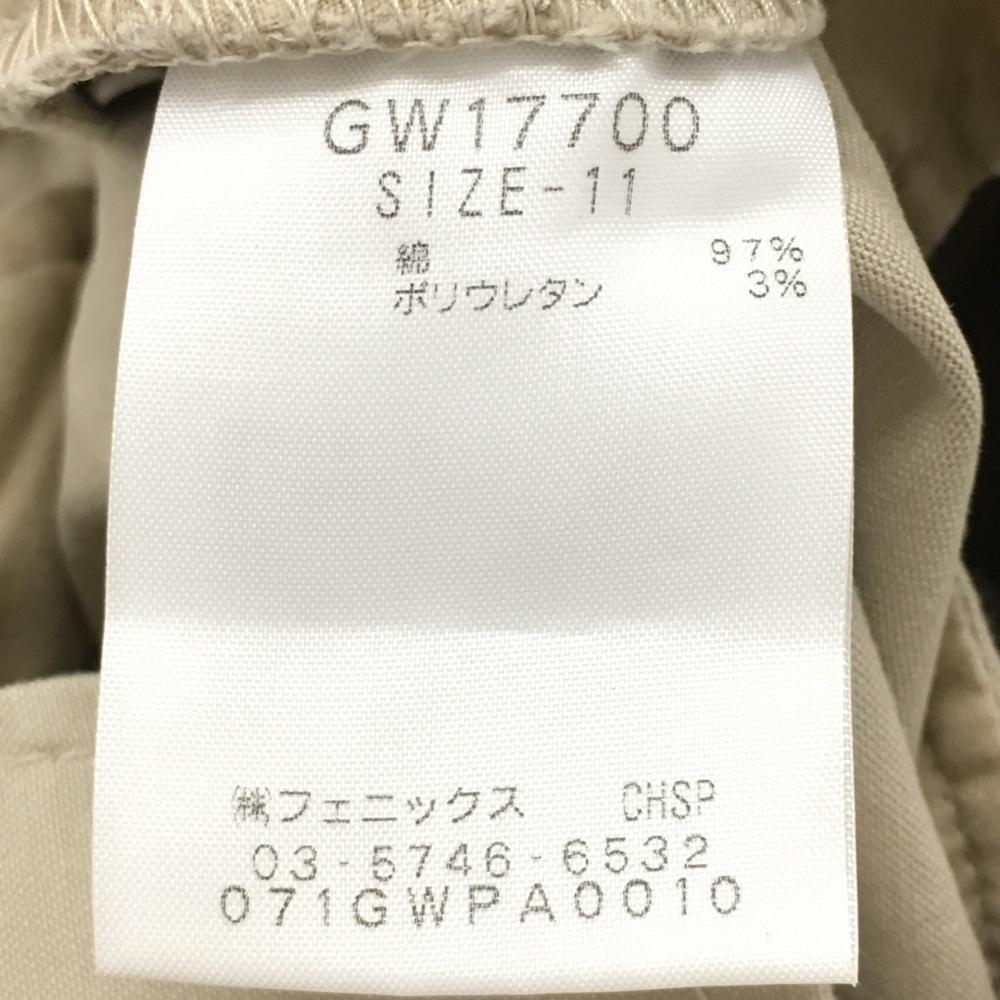 GW17700
SIZE-11
綿 97%
ポリウレタン 3%
㈱フェニックス CHSP
03-5746-6532
071GWPA0010